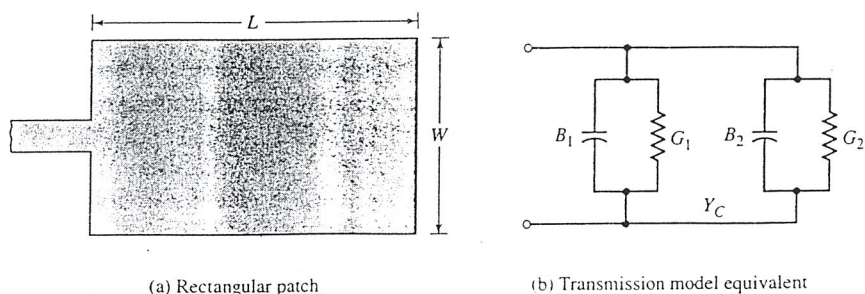 L
W
B1
G1
B2
G2
YC
(a) Rectangular patch
(b) Transmission model equivalent